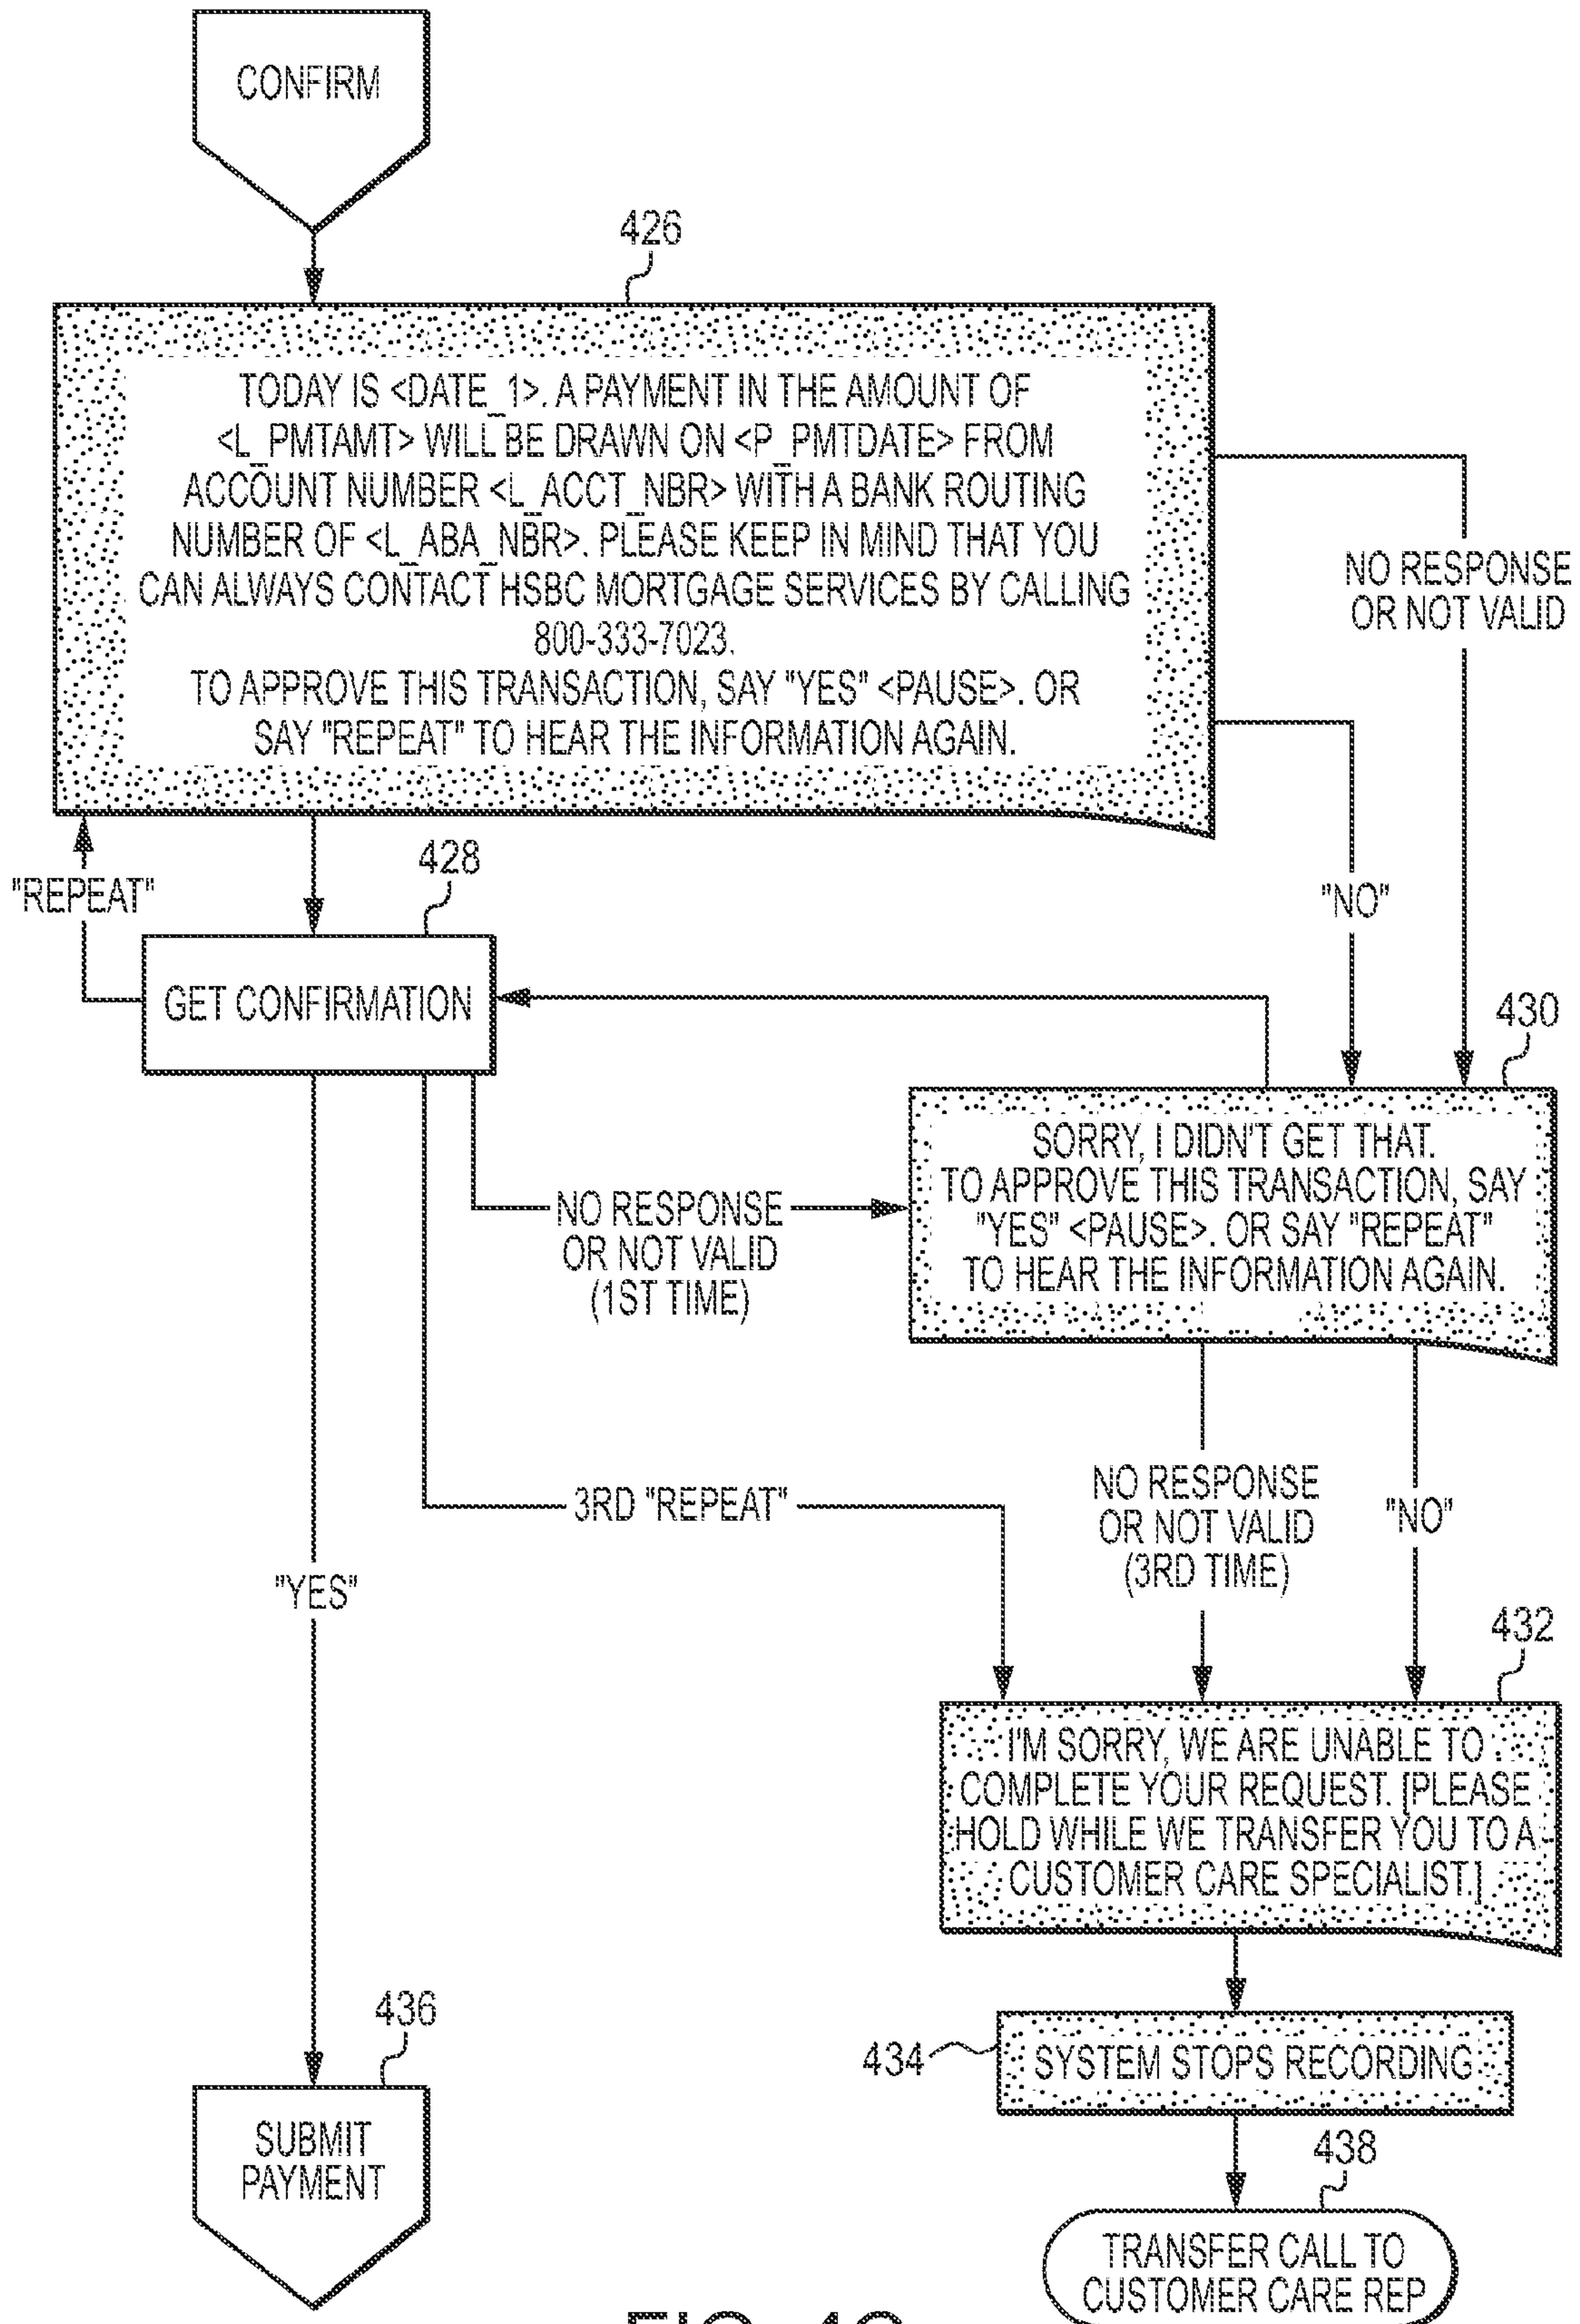 CONFIRM
426
TODAY IS <DATE_1>. A PAYMENT IN THE AMOUNT OF
<L_PMTAMT> WILL BE DRAWN ON <P_PMTDATE> FROM
ACCOUNT NUMBER <L_ACCT_NBR> WITH A BANK ROUTING
NUMBER OF <L_ABA_NBR>. PLEASE KEEP IN MIND THAT YOU
CAN ALWAYS CONTACT HSBC MORTGAGE SERVICES BY CALLING
800-333-7023.
TO APPROVE THIS TRANSACTION, SAY "YES" <PAUSE>. OR
SAY "REPEAT" TO HEAR THE INFORMATION AGAIN.
NO RESPONSE
OR NOT VALID
"REPEAT"
428
"NO"
GET CONFIRMATION
430
SORRY, I DIDN'T GET THAT.
TO APPROVE THIS TRANSACTION, SAY
"YES" <PAUSE>. OR SAY "REPEAT"
TO HEAR THE INFORMATION AGAIN.
NO RESPONSE
OR NOT VALID
(1ST TIME)
3RD "REPEAT"
NO RESPONSE
OR NOT VALID
(3RD TIME)
"NO"
"YES"
432
I'M SORRY, WE ARE UNABLE TO
COMPLETE YOUR REQUEST. [PLEASE
HOLD WHILE WE TRANSFER YOU TO A
CUSTOMER CARE SPECIALIST.]
436
434
SYSTEM STOPS RECORDING
SUBMIT
PAYMENT
438
TRANSFER CALL TO
CUSTOMER CARE REP